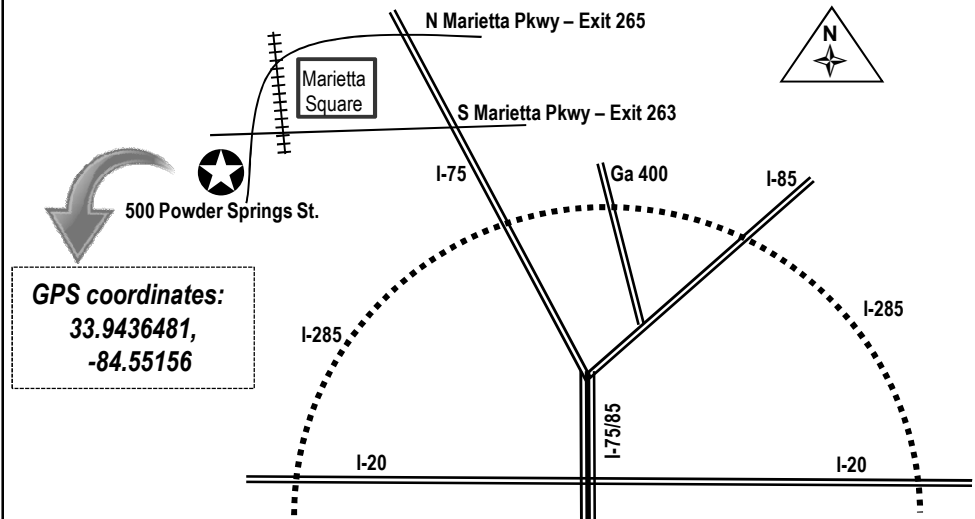 N Marietta Pkwy – Exit 265
N
Marietta
Square
S Marietta Pkwy – Exit 263
I-75
Ga 400
I-85
500 Powder Springs St.
GPS coordinates:
33.9436481,
-84.55156
I-285
I-285
I-75/85
I-20
I-20